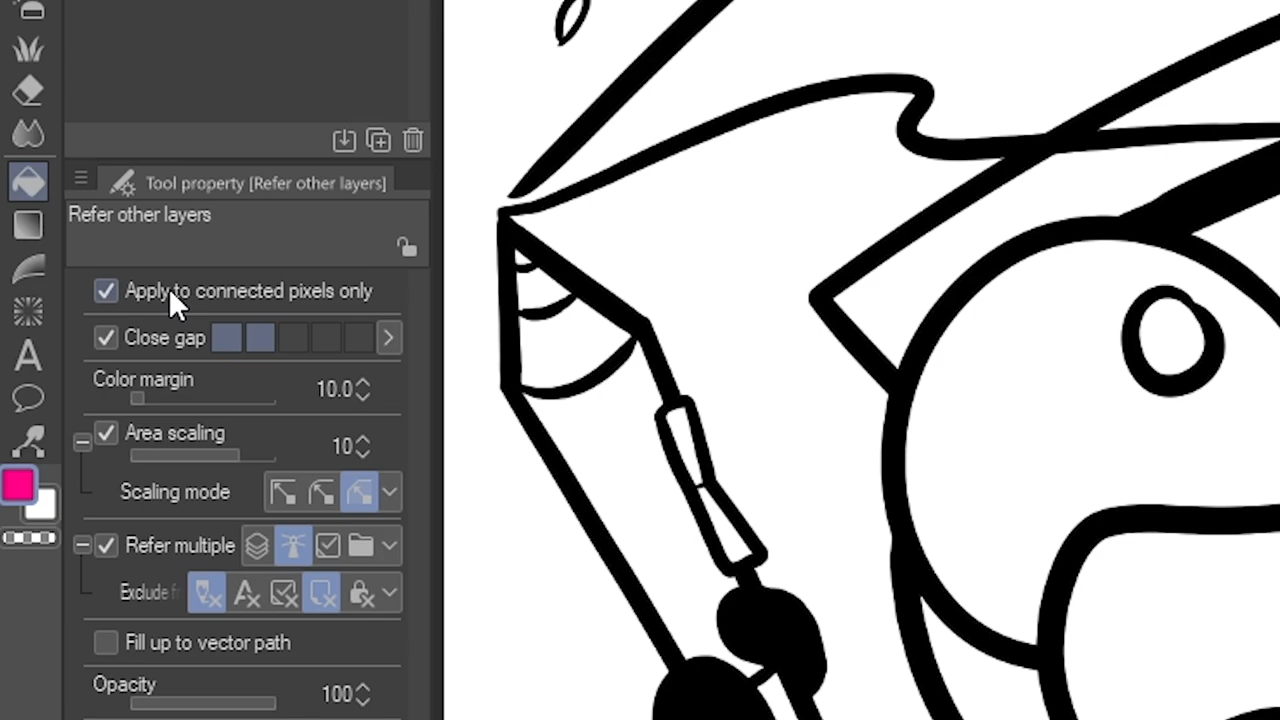 Tool property [Refer other layers]
Refer other layers
Apply to connected pixels only
Close gap
Color margin 10.0
Area scaling 10
Scaling mode
Refer multiple
Exclude
Fill up to vector path
Opacity 100
A